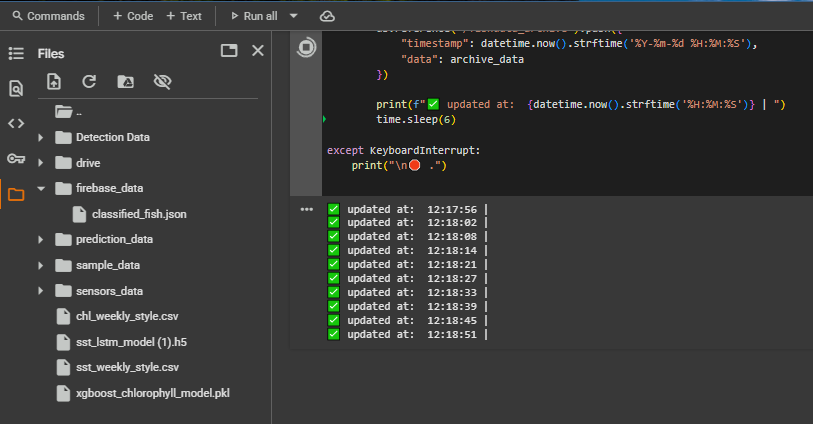 Commands + Code + Text Run all
Files
..
Detection Data
drive
firebase_data
classified_fish.json
prediction_data
sample_data
sensors_data
chl_weekly_style.csv
sst_lstm_model (1).h5
sst_weekly_style.csv
xgboost_chlorophyll_model.pkl
"timestamp": datetime.now().strftime('%Y-%m-%d %H:%M:%S'),
"data": archive_data
})
print(f"✅ updated at: {datetime.now().strftime('%H:%M:%S')} | ")
time.sleep(6)
except KeyboardInterrupt:
print("\n🛑 .")
✅ updated at: 12:17:56 |
✅ updated at: 12:18:02 |
✅ updated at: 12:18:08 |
✅ updated at: 12:18:14 |
✅ updated at: 12:18:21 |
✅ updated at: 12:18:27 |
✅ updated at: 12:18:33 |
✅ updated at: 12:18:39 |
✅ updated at: 12:18:45 |
✅ updated at: 12:18:51 |